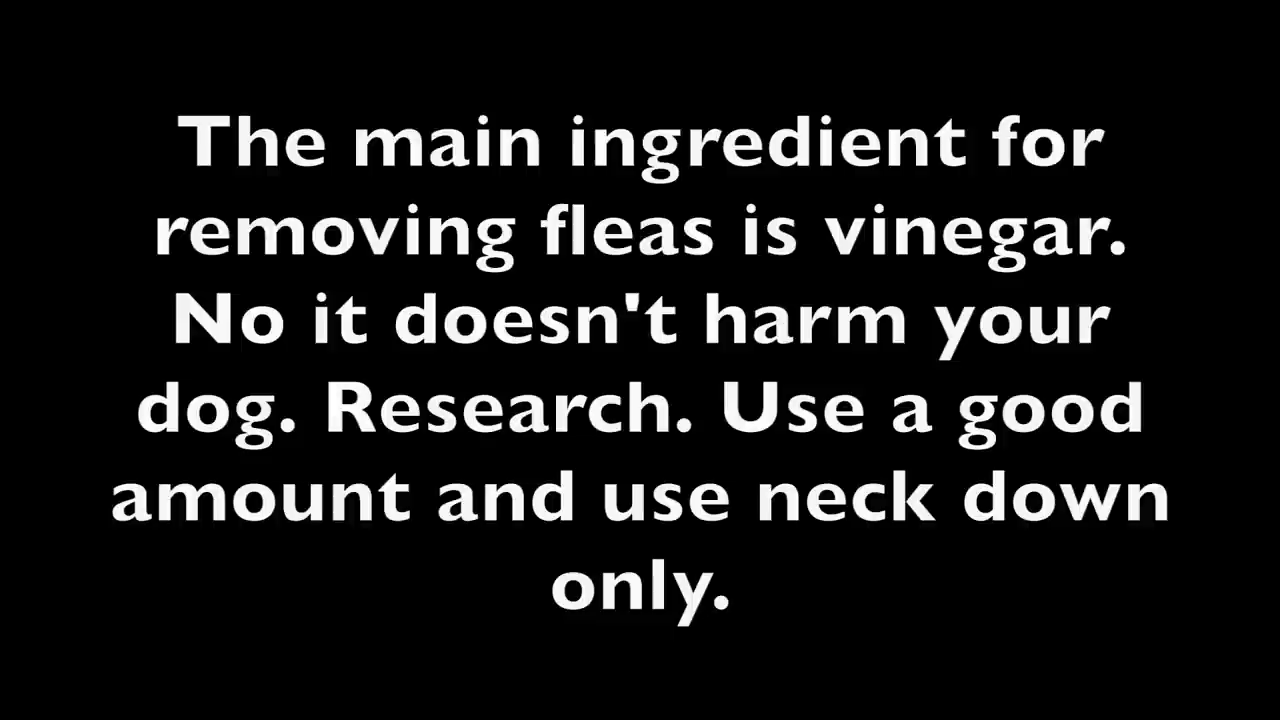 The main ingredient for
removing fleas is vinegar.
No it doesn't harm your
dog. Research. Use a good
amount and use neck down
only.